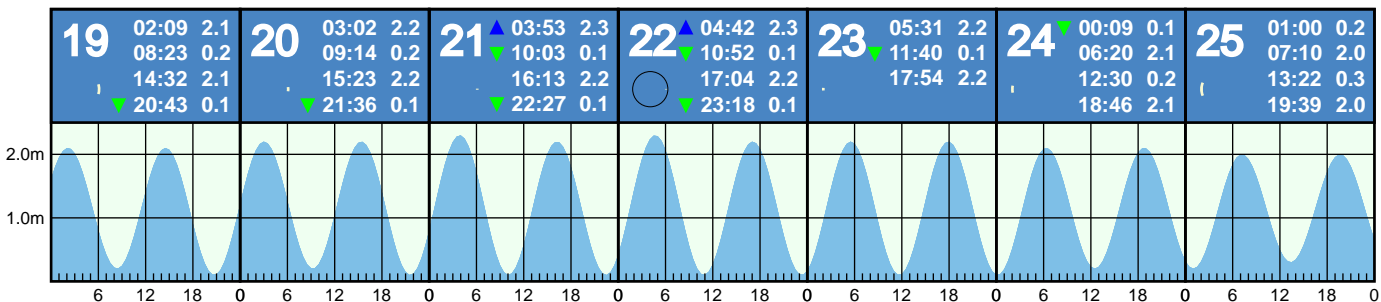 19 02:09 2.1
08:23 0.2
14:32 2.1
▼ 20:43 0.1
20 03:02 2.2
09:14 0.2
15:23 2.2
▼ 21:36 0.1
21 ▲ 03:53 2.3
▼ 10:03 0.1
16:13 2.2
▼ 22:27 0.1
22 ▲ 04:42 2.3
▼ 10:52 0.1
17:04 2.2
▼ 23:18 0.1
23 05:31 2.2
▼ 11:40 0.1
17:54 2.2
24 ▼ 00:09 0.1
06:20 2.1
12:30 0.2
18:46 2.1
25 01:00 0.2
07:10 2.0
13:22 0.3
19:39 2.0
2.0m
1.0m
6 12 18 0 6 12 18 0 6 12 18 0 6 12 18 0 6 12 18 0 6 12 18 0 6 12 18 0